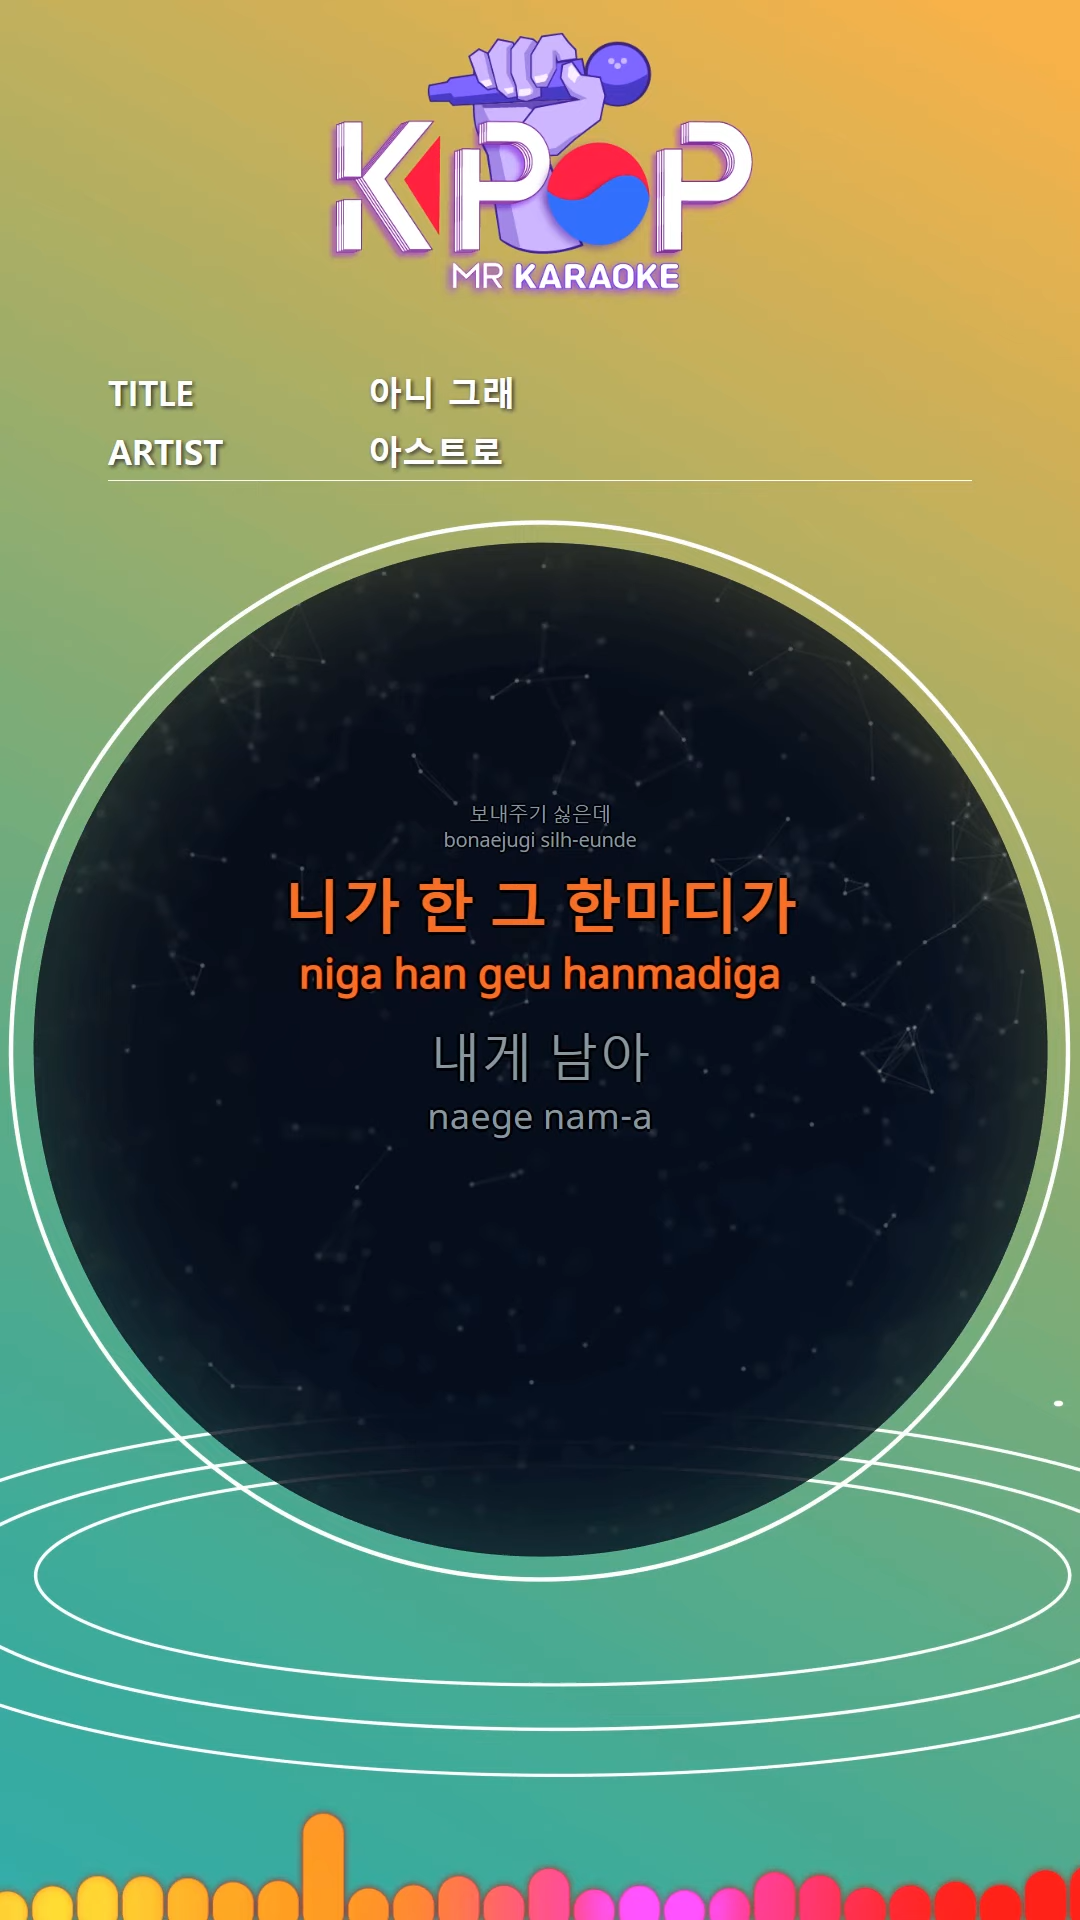 KPOP
MR KARAOKE
TITLE 아니 그래
ARTIST 아스트로
보내주기 싫은데
bonaejugi silh-eunde
니가 한 그 한마디가
niga han geu hanmadiga
내게 남아
naege nam-a